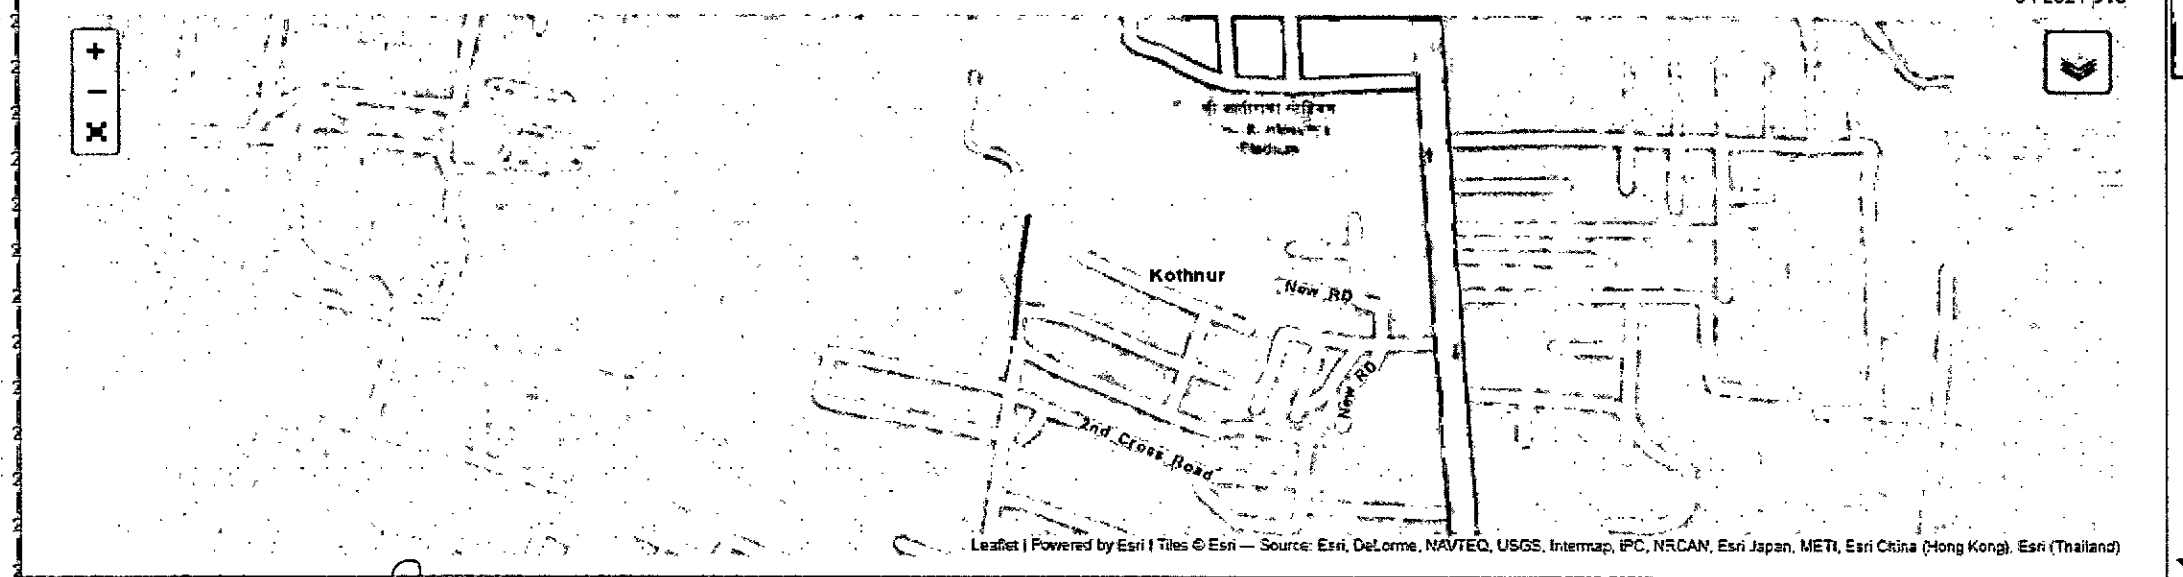 +
−
Kothnur
New RD
New RD
2nd Cross Road
Leaflet | Powered by Esri | Tiles © Esri — Source: Esri, DeLorme, NAVTEQ, USGS, Intermap, iPC, NRCAN, Esri Japan, METI, Esri China (Hong Kong), Esri (Thailand)